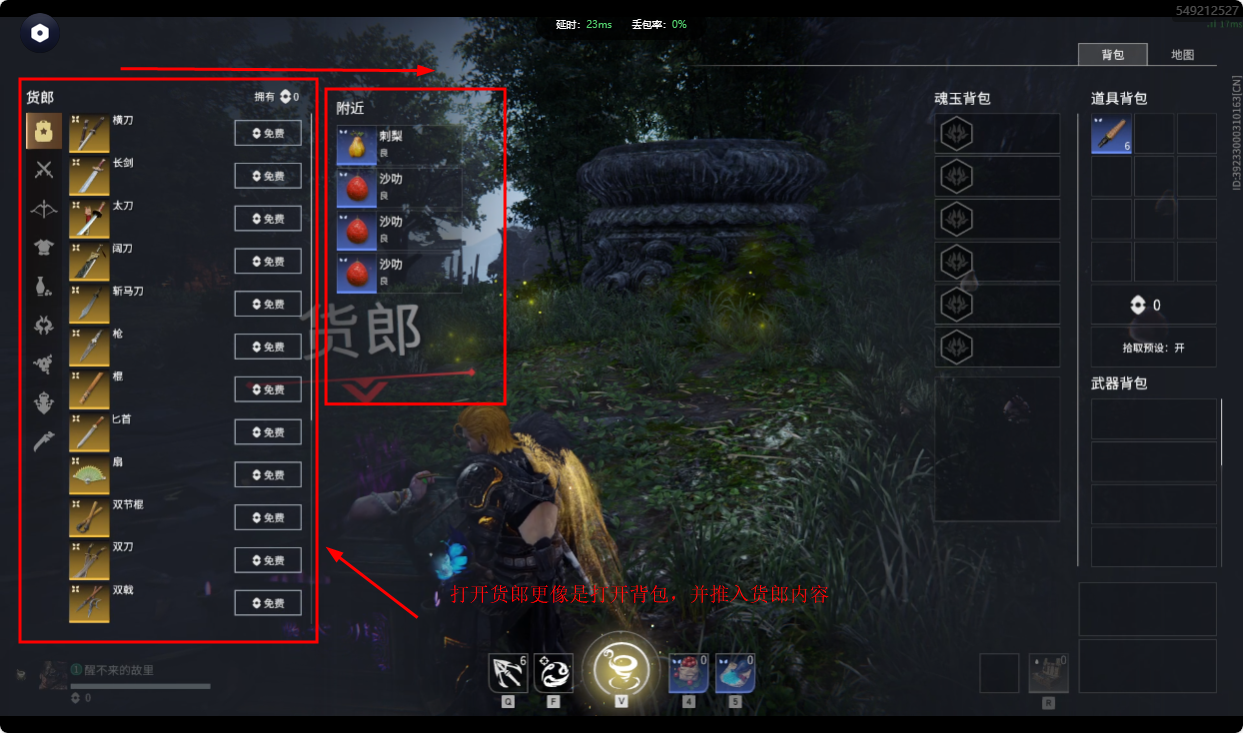 549212527
延时：23ms 丢包率：0%
17ms
背包 地图
ID:39233000310163[CN]
货郎 拥有 0
横刀 免费
长剑 免费
太刀 免费
阔刀 免费
斩马刀 免费
枪 免费
棍 免费
匕首 免费
扇 免费
双节棍 免费
双刀 免费
双戟 免费
附近
刺梨
良
沙叻
良
沙叻
良
沙叻
良
货郎
魂玉背包
道具背包
6
0
拾取预设：开
武器背包
打开货郎更像是打开背包，并推入货郎内容
1 醒不来的故里
0
6 0 0 0
Q F V 4 5 R